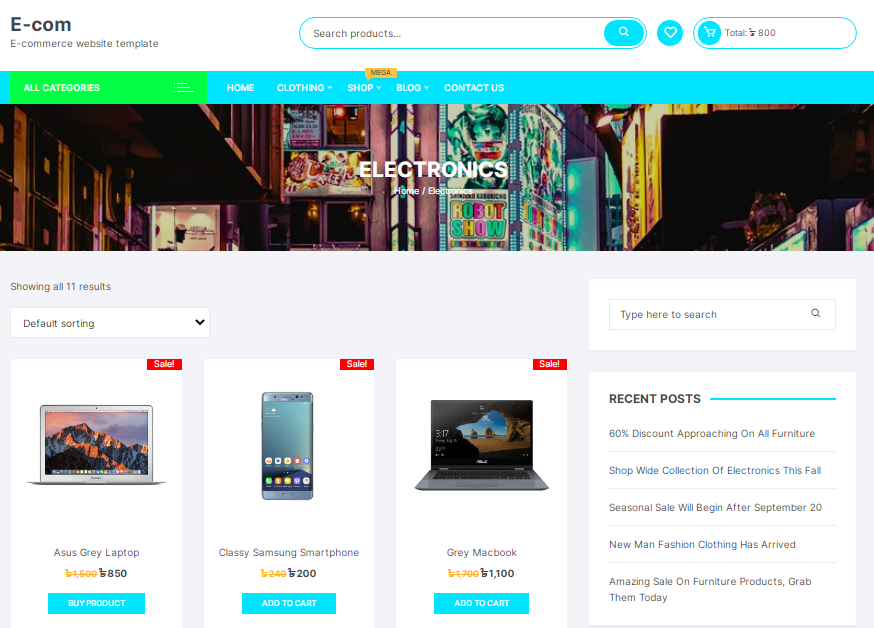 E-com
E-commerce website template
Search products...
Total: ৳ 800
MEGA
ALL CATEGORIES
HOME
CLOTHING
SHOP
BLOG
CONTACT US
ELECTRONICS
Home / Electronics
SHINJUKU KABUKICHO
ROBOT
SHOW
Showing all 11 results
Default sorting
Type here to search
Sale!
Sale!
Sale!
3:17
ASUS
Asus Grey Laptop
৳1,500 ৳850
BUY PRODUCT
Classy Samsung Smartphone
৳240 ৳200
ADD TO CART
Grey Macbook
৳1,700 ৳1,100
ADD TO CART
RECENT POSTS
60% Discount Approaching On All Furniture
Shop Wide Collection Of Electronics This Fall
Seasonal Sale Will Begin After September 20
New Man Fashion Clothing Has Arrived
Amazing Sale On Furniture Products, Grab
Them Today